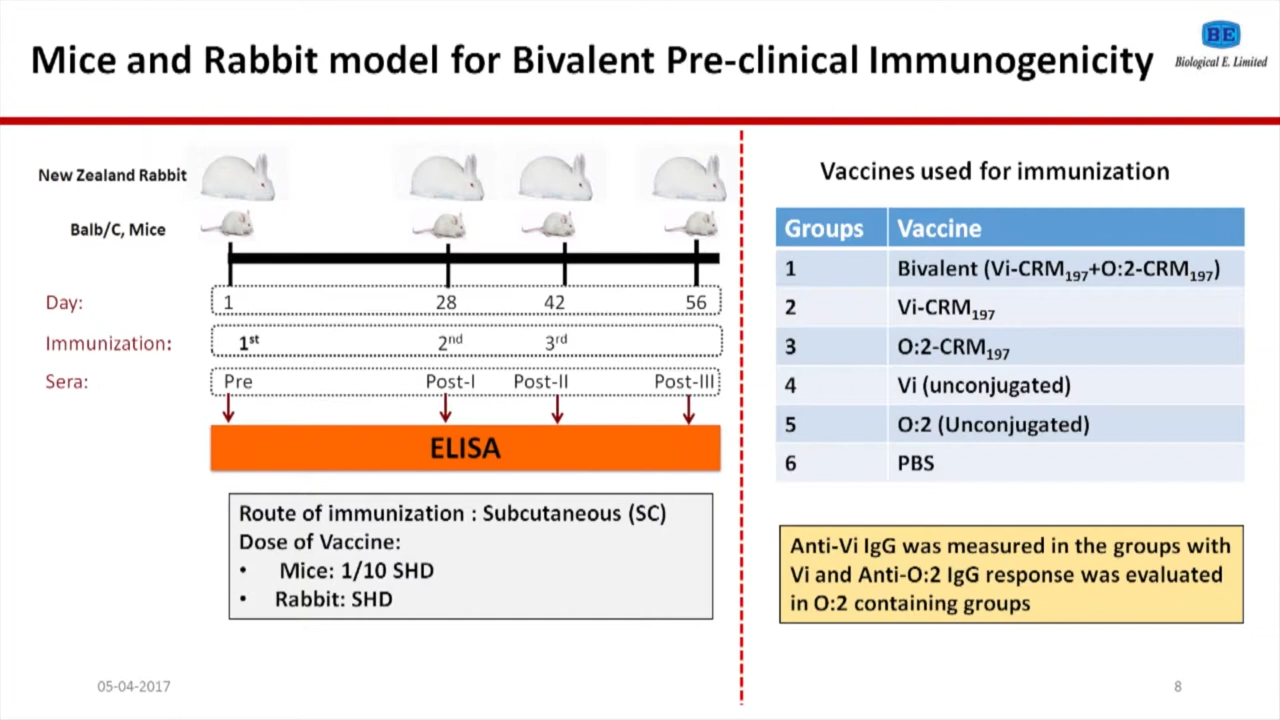 Mice and Rabbit model for Bivalent Pre-clinical Immunogenicity
BE
Biological E. Limited
New Zealand Rabbit
Balb/C, Mice
Day: 1 28 42 56
Immunization: 1st 2nd 3rd
Sera: Pre Post-I Post-II Post-III
ELISA
Route of immunization : Subcutaneous (SC)
Dose of Vaccine:
• Mice: 1/10 SHD
• Rabbit: SHD
Vaccines used for immunization
Groups Vaccine
1 Bivalent (Vi-CRM197+O:2-CRM197)
2 Vi-CRM197
3 O:2-CRM197
4 Vi (unconjugated)
5 O:2 (Unconjugated)
6 PBS
Anti-Vi IgG was measured in the groups with
Vi and Anti-O:2 IgG response was evaluated
in O:2 containing groups
05-04-2017
8